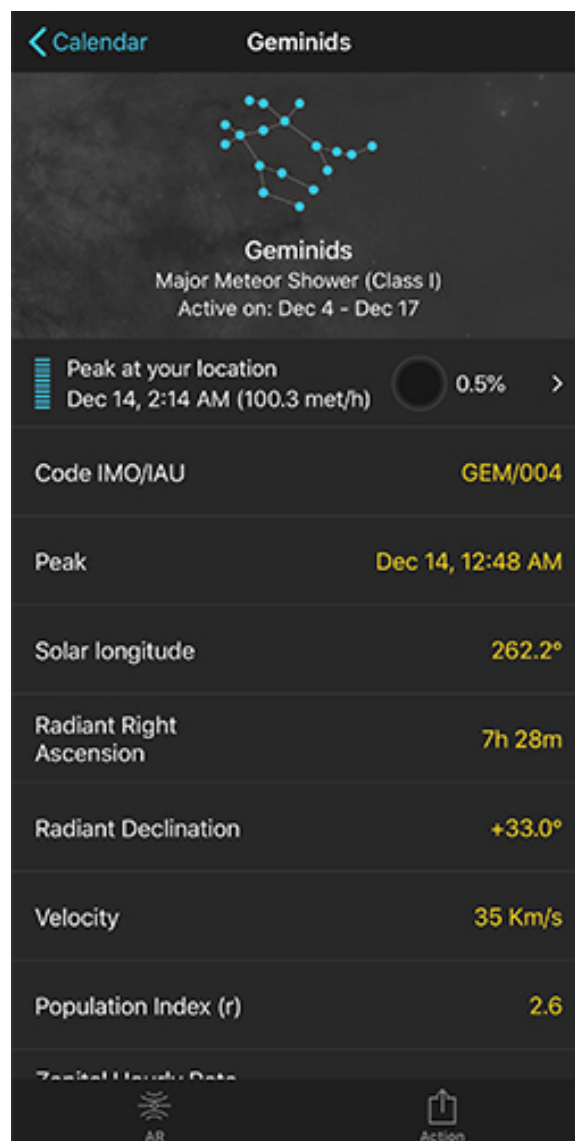 Calendar Geminids
Geminids
Major Meteor Shower (Class I)
Active on: Dec 4 - Dec 17
Peak at your location
Dec 14, 2:14 AM (100.3 met/h) 0.5%
Code IMO/IAU GEM/004
Peak Dec 14, 12:48 AM
Solar longitude 262.2°
Radiant Right
Ascension 7h 28m
Radiant Declination +33.0°
Velocity 35 Km/s
Population Index (r) 2.6
AR Action